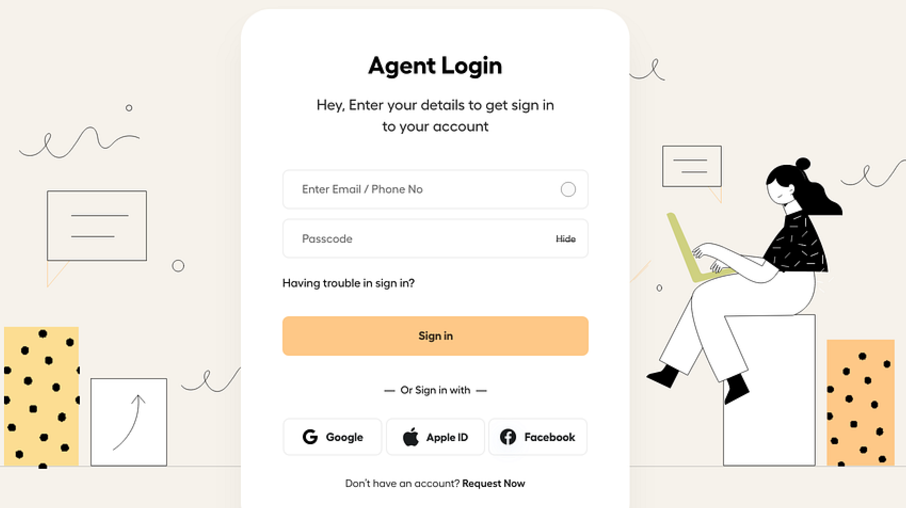 Agent Login
Hey, Enter your details to get sign in
to your account
Enter Email / Phone No
Passcode
Hide
Having trouble in sign in?
Sign in
— Or Sign in with —
Google
Apple ID
Facebook
Don't have an account? Request Now